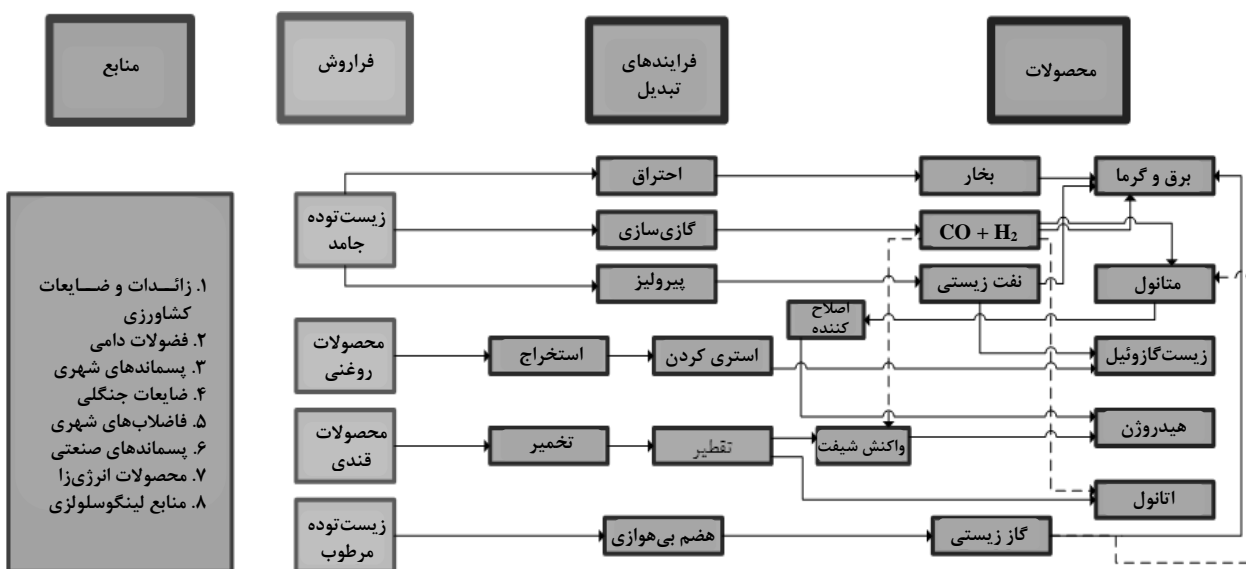 منابع
فراروش
فرایندهای
تبدیل
محصولات
۱. زائـــدات و ضـــایعات
کشاورزی
۲. فضولات دامی
۳. پسماندهای شهری
۴. ضایعات جنگلی
۵. فاضلاب‌های شهری
۶. پسماندهای صنعتی
۷. محصولات انرژی‌زا
۸. منابع لینگوسلولزی
زیست‌توده
جامد
احتراق
بخار
برق و گرما
گازی‌سازی
CO + H₂
پیرولیز
نفت زیستی
متانول
اصلاح
کننده
محصولات
روغنی
استخراج
استری کردن
زیست‌گازوئیل
محصولات
قندی
تخمیر
تقطیر
واکنش شیفت
هیدروژن
اتانول
زیست‌توده
مرطوب
هضم بی‌هوازی
گاز زیستی